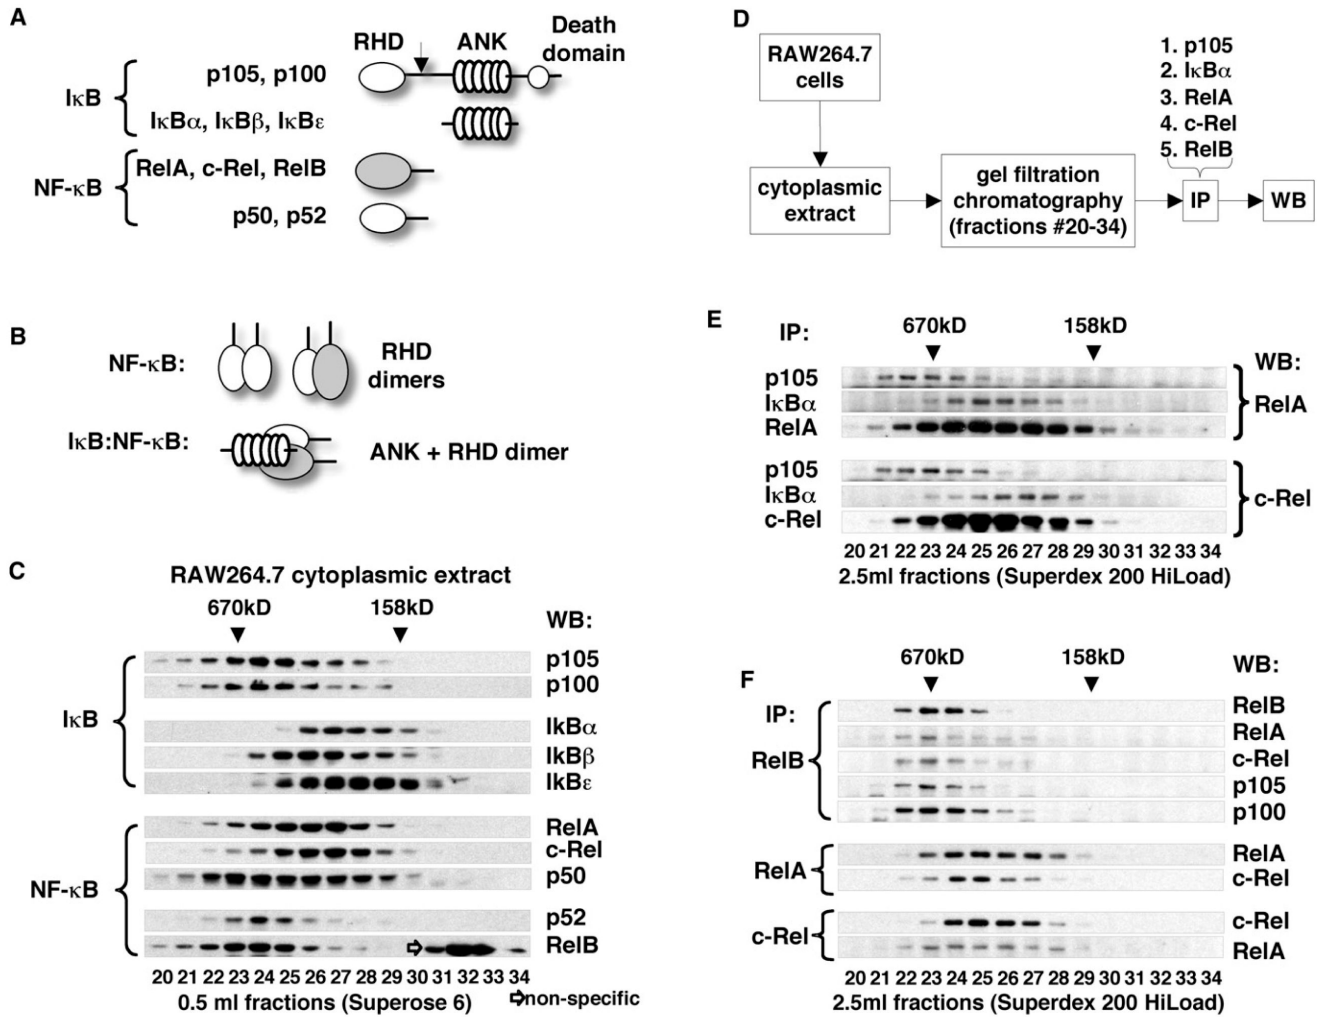 A
RHD
ANK
Death
domain
IκB
p105, p100
IκBα, IκBβ, IκBε
NF-κB
RelA, c-Rel, RelB
p50, p52
B
NF-κB:
RHD
dimers
IκB:NF-κB:
ANK + RHD dimer
C
RAW264.7 cytoplasmic extract
670kD
158kD
WB:
IκB
p105
p100
IkBα
IkBβ
IkBε
NF-κB
RelA
c-Rel
p50
p52
RelB
20 21 22 23 24 25 26 27 28 29 30 31 32 33 34
0.5 ml fractions (Superose 6)
non-specific
D
RAW264.7
cells
cytoplasmic
extract
gel filtration
chromatography
(fractions #20-34)
1. p105
2. IκBα
3. RelA
4. c-Rel
5. RelB
IP
WB
E
IP:
670kD
158kD
WB:
p105
IκBα
RelA
RelA
p105
IκBα
c-Rel
c-Rel
20 21 22 23 24 25 26 27 28 29 30 31 32 33 34
2.5ml fractions (Superdex 200 HiLoad)
F
670kD
158kD
WB:
IP:
RelB
RelB
RelA
c-Rel
p105
p100
RelA
RelA
c-Rel
c-Rel
c-Rel
RelA
20 21 22 23 24 25 26 27 28 29 30 31 32 33 34
2.5ml fractions (Superdex 200 HiLoad)